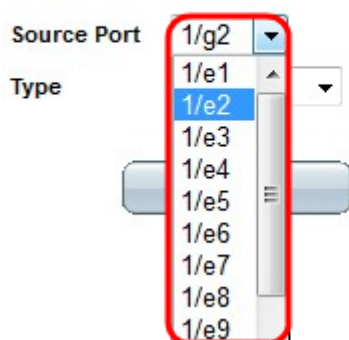 Source Port 1/g2
1/e1
Type
1/e2
1/e3
1/e4
1/e5
1/e6
1/e7
1/e8
1/e9